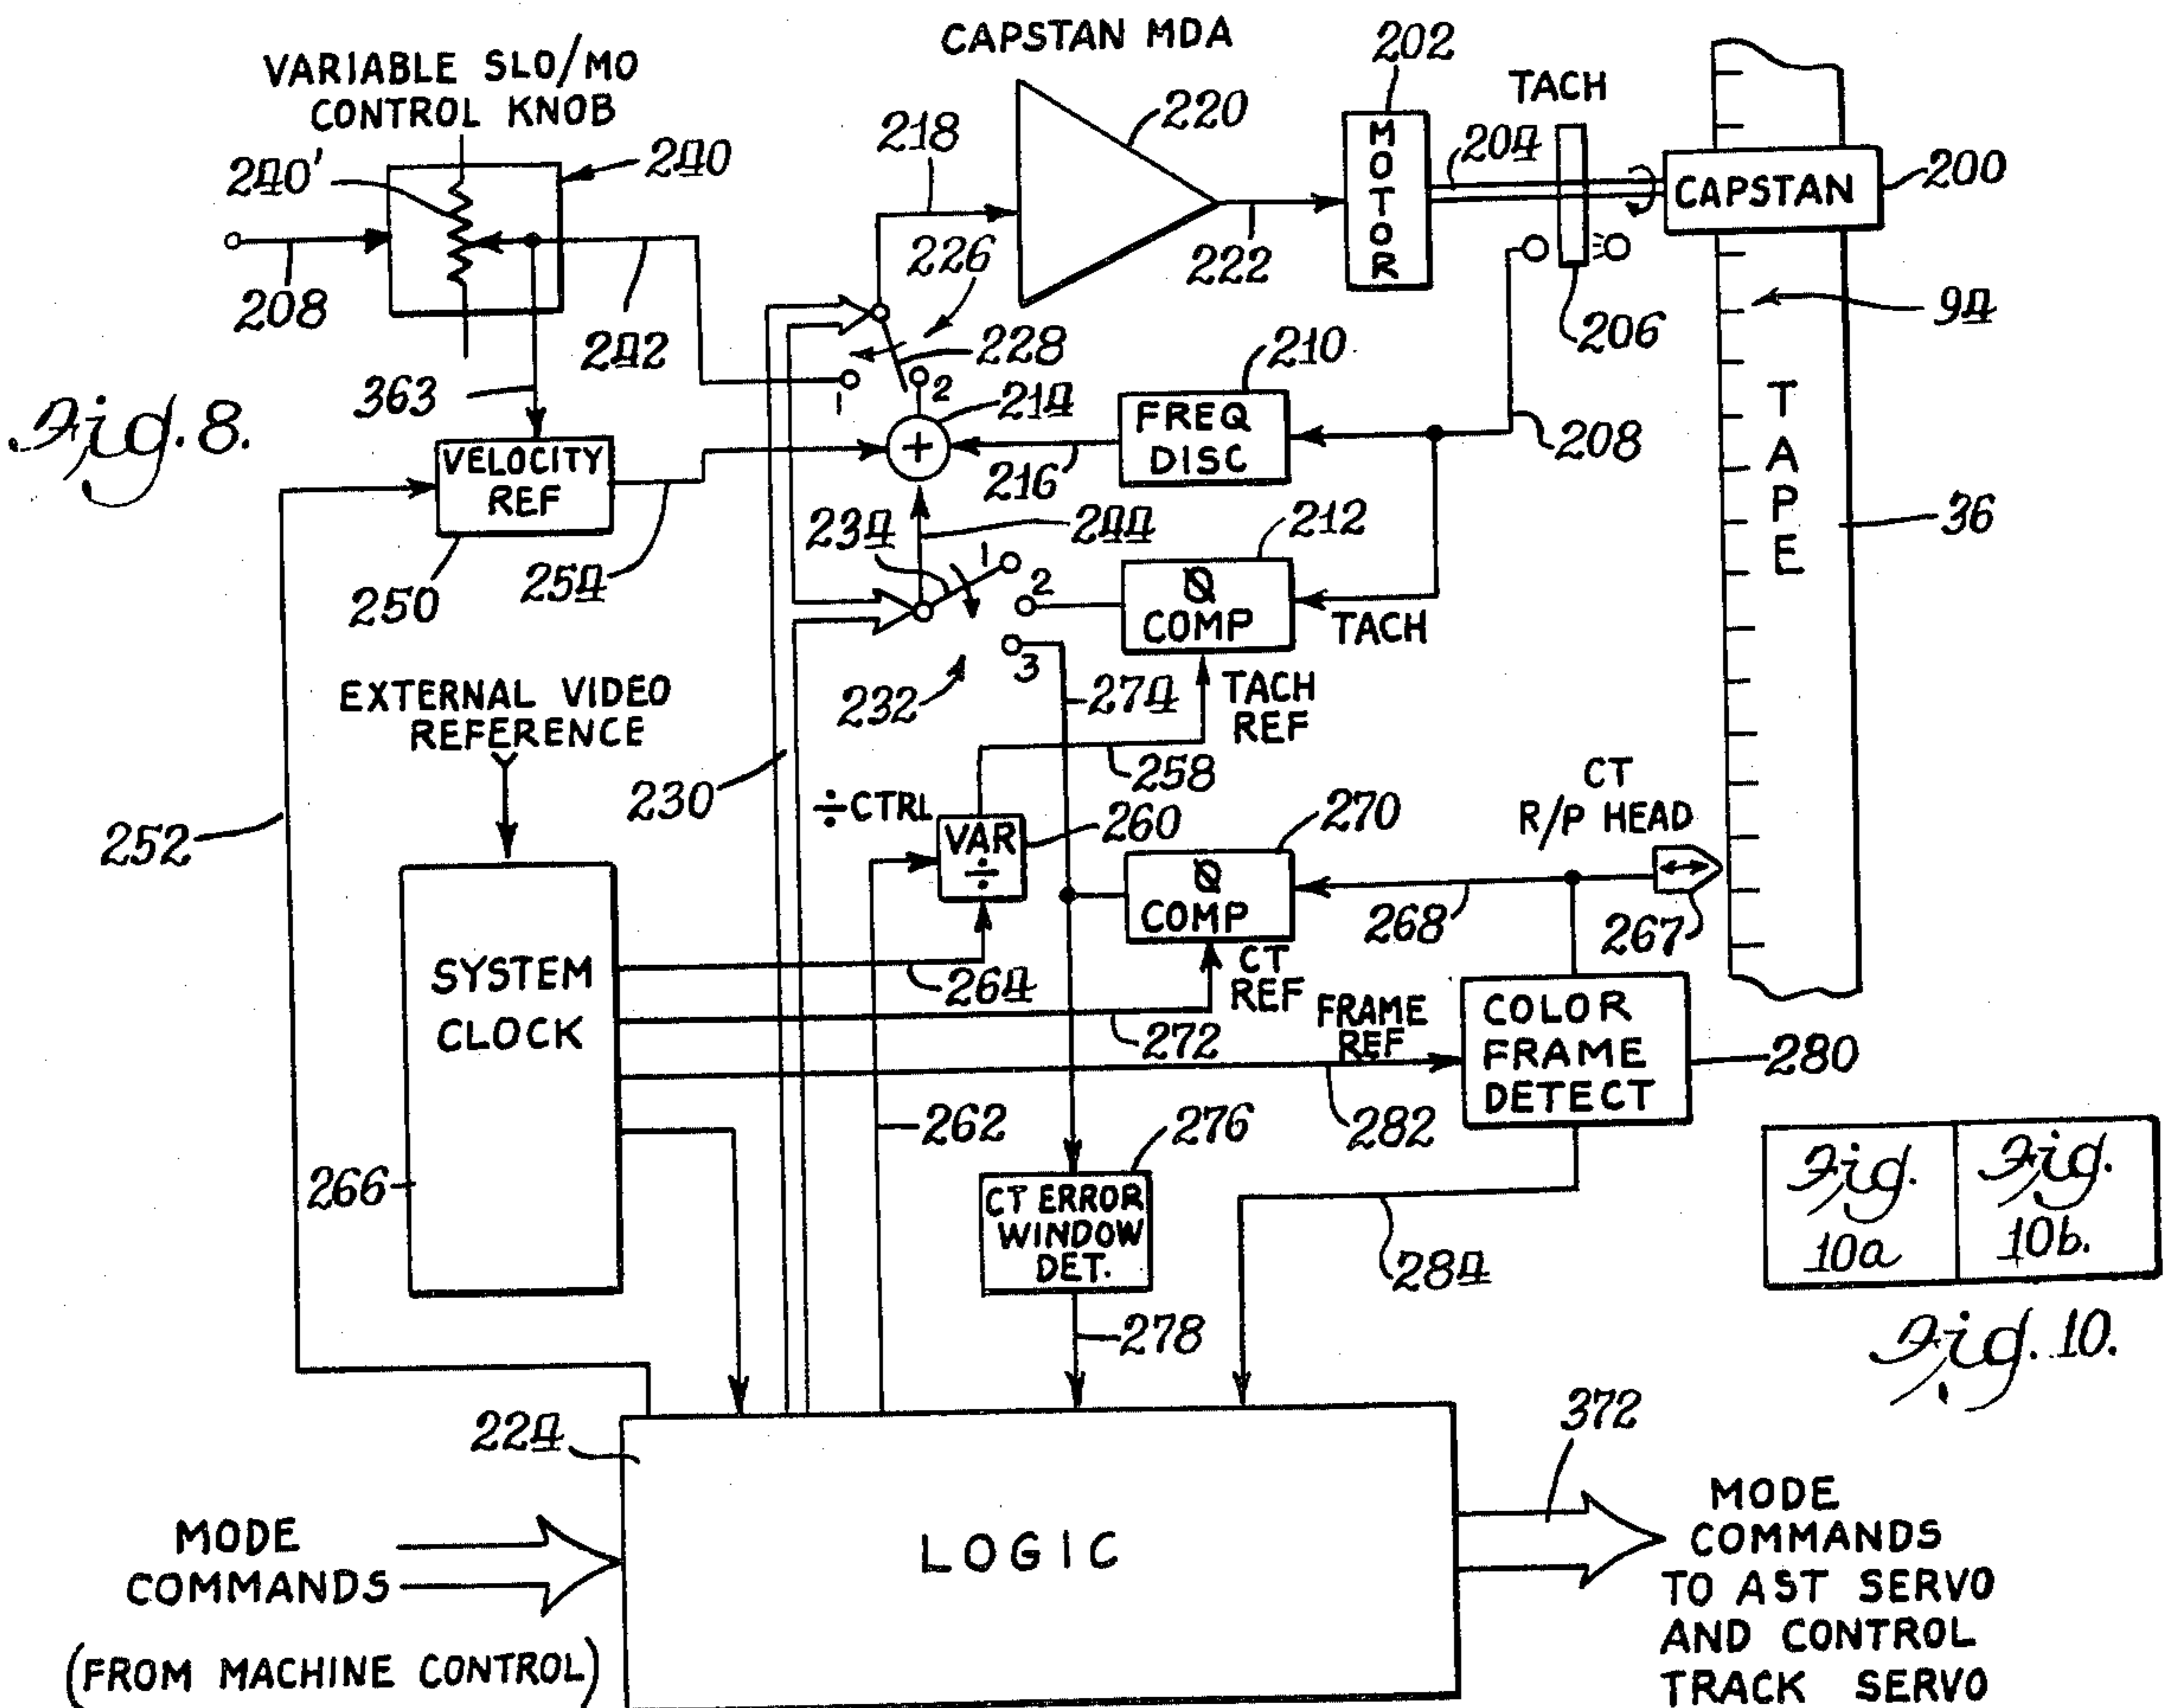 CAPSTAN MDA
202
VARIABLE SLO/MO
CONTROL KNOB
TACH
218
220
240'
240
MOTOR
204
CAPSTAN
200
208
242
226
222
206
94
228
210
363
1
2
214
FREQ
DISC
208
Fig. 8.
VELOCITY
REF
+
216
TAPE
36
234
244
212
250
254
1
2
3
Ø
COMP
TACH
EXTERNAL VIDEO
REFERENCE
232
274
TACH
REF
230
258
CT
R/P HEAD
252
÷CTRL
VAR
÷
260
270
Ø
COMP
268
267
SYSTEM
CLOCK
264
CT
REF
272
FRAME
REF
COLOR
FRAME
DETECT
280
266
262
276
282
CT ERROR
WINDOW
DET.
284
Fig.
10a
Fig.
10b.
278
Fig. 10.
224
372
LOGIC
MODE
COMMANDS
(FROM MACHINE CONTROL)
MODE
COMMANDS
TO AST SERVO
AND CONTROL
TRACK SERVO